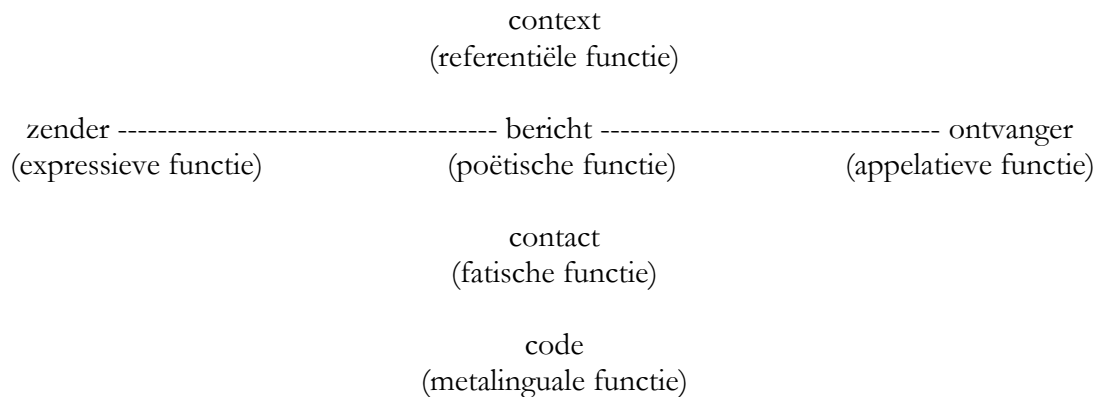 context
(referentiële functie)
zender -------------------------------------- bericht ---------------------------------- ontvanger
(expressieve functie) (poëtische functie) (appelatieve functie)
contact
(fatische functie)
code
(metalinguale functie)